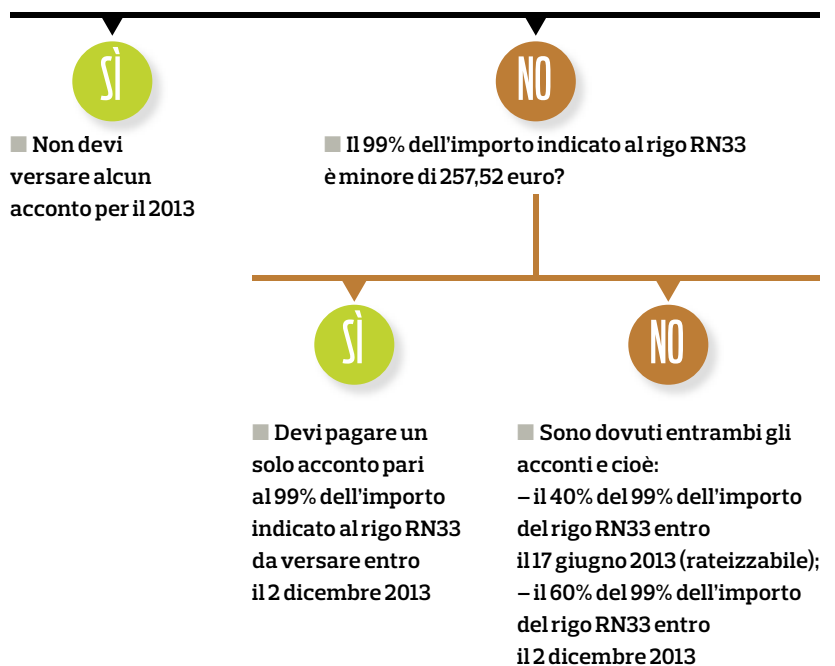 SÌ
NO
■ Non devi
versare alcun
acconto per il 2013
■ Il 99% dell'importo indicato al rigo RN33
è minore di 257,52 euro?
SÌ
NO
■ Devi pagare un
solo acconto pari
al 99% dell'importo
indicato al rigo RN33
da versare entro
il 2 dicembre 2013
■ Sono dovuti entrambi gli
acconti e cioè:
– il 40% del 99% dell'importo
del rigo RN33 entro
il 17 giugno 2013 (rateizzabile);
– il 60% del 99% dell'importo
del rigo RN33 entro
il 2 dicembre 2013